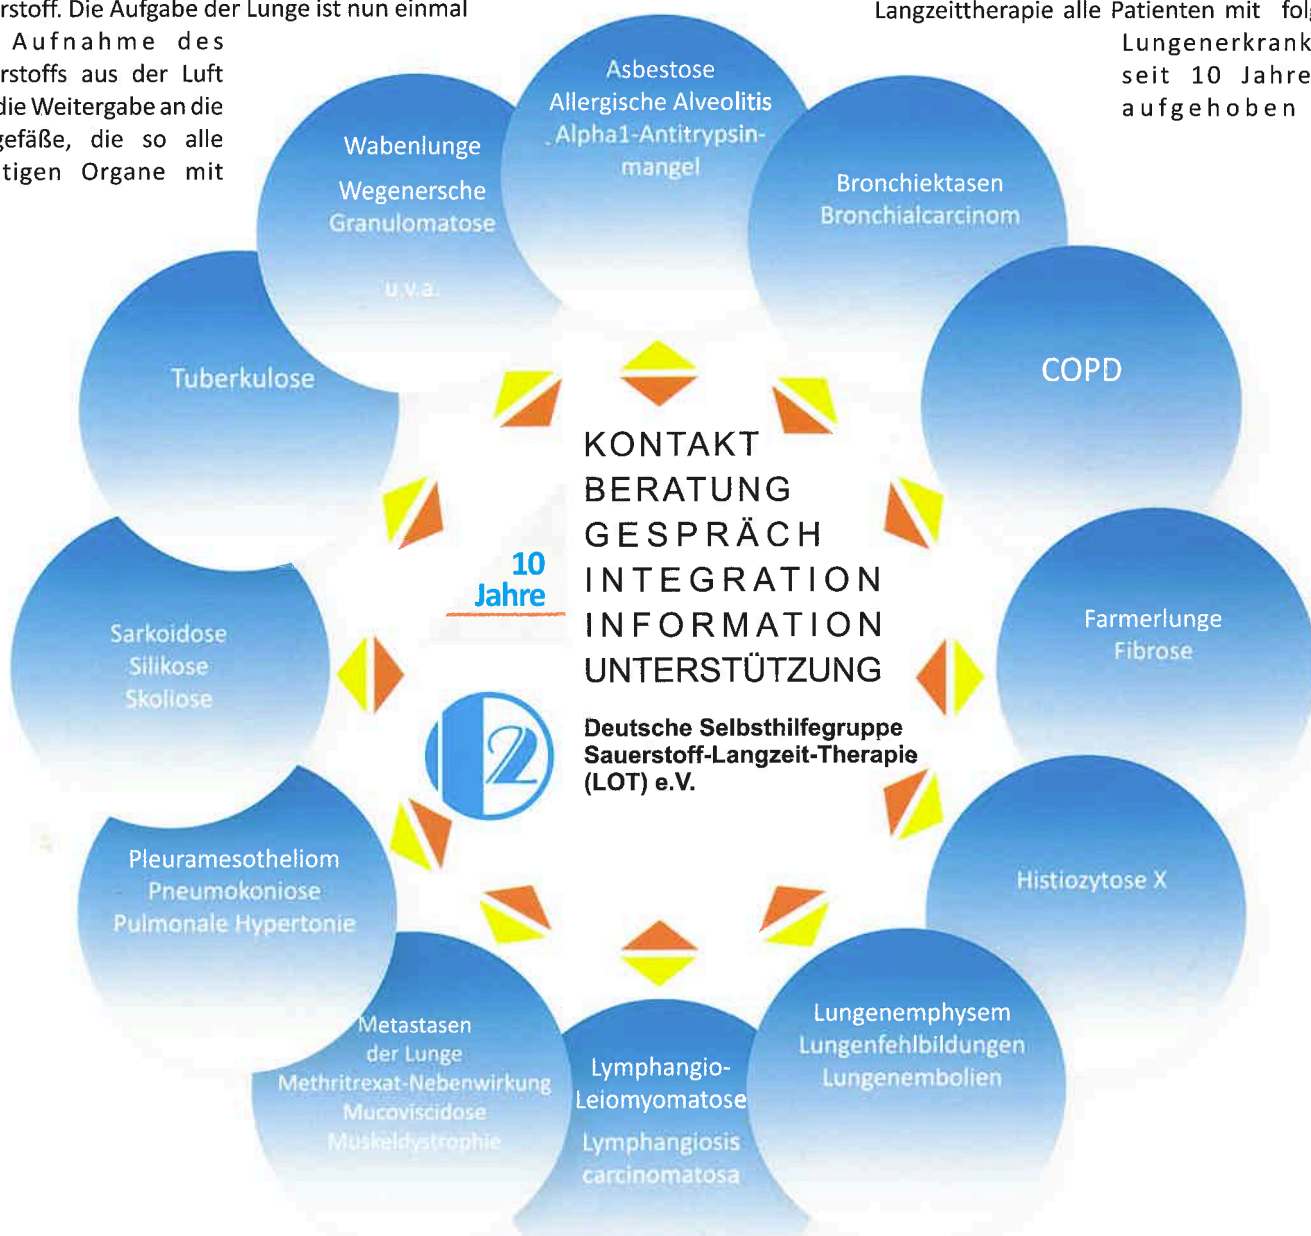 rstoff. Die Aufgabe der Lunge ist nun einmal
Aufnahme des
rstoffs aus der Luft
die Weitergabe an die
gefäße, die so alle
tigen Organe mit
Langzeittherapie alle Patienten mit
Lungenerkrank
seit 10 Jahre
aufgehoben
Asbestose
Allergische Alveolitis
Alpha1-Antitrypsin-
mangel
Bronchiektasen
Bronchialcarcinom
COPD
Farmerlunge
Fibrose
Histiozytose X
Lungenemphysem
Lungenfehlbildungen
Lungenembolien
Lymphangio-
Leiomyomatose
Lymphangiosis
carcinomatosa
Metastasen
der Lunge
Methritrexat-Nebenwirkung
Mucoviscidose
Muskeldystrophie
Pleuramesotheliom
Pneumokoniose
Pulmonale Hypertonie
Sarkoidose
Silikose
Skoliose
Tuberkulose
Wabenlunge
Wegenersche
Granulomatose
u.v.a.
KONTAKT
BERATUNG
GESPRÄCH
INTEGRATION
INFORMATION
UNTERSTÜTZUNG
10
Jahre
2
Deutsche Selbsthilfegruppe
Sauerstoff-Langzeit-Therapie
(LOT) e.V.